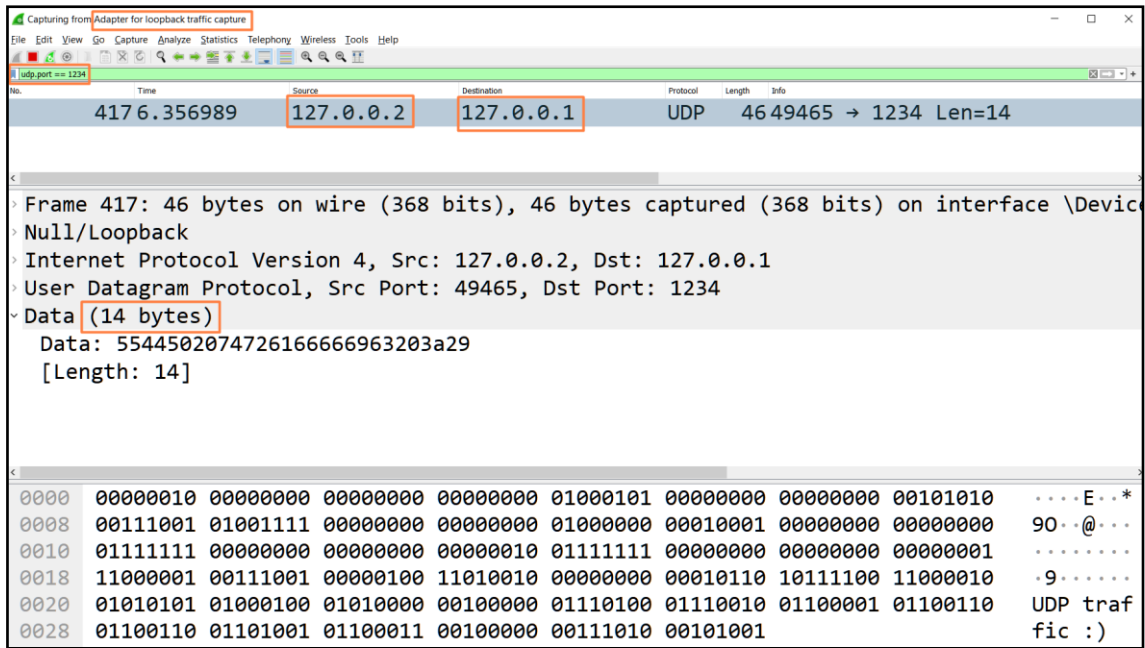 Capturing from Adapter for loopback traffic capture
File Edit View Go Capture Analyze Statistics Telephony Wireless Tools Help
udp.port == 1234
No. Time Source Destination Protocol Length Info
417 6.356989 127.0.0.2 127.0.0.1 UDP 46 49465 → 1234 Len=14
Frame 417: 46 bytes on wire (368 bits), 46 bytes captured (368 bits) on interface \Device
Null/Loopback
Internet Protocol Version 4, Src: 127.0.0.2, Dst: 127.0.0.1
User Datagram Protocol, Src Port: 49465, Dst Port: 1234
Data (14 bytes)
Data: 5544502074726166666963203a29
[Length: 14]
0000 00000010 00000000 00000000 00000000 01000101 00000000 00000000 00101010 ····E··*
0008 00111001 01001111 00000000 00000000 01000000 00010001 00000000 00000000 9O··@···
0010 01111111 00000000 00000000 00000010 01111111 00000000 00000000 00000001 ········
0018 11000001 00111001 00000100 11010010 00000000 00010110 10111100 11000010 ·9······
0020 01010101 01000100 01010000 00100000 01110100 01110010 01100001 01100110 UDP traf
0028 01100110 01101001 01100011 00100000 00111010 00101001 fic :)